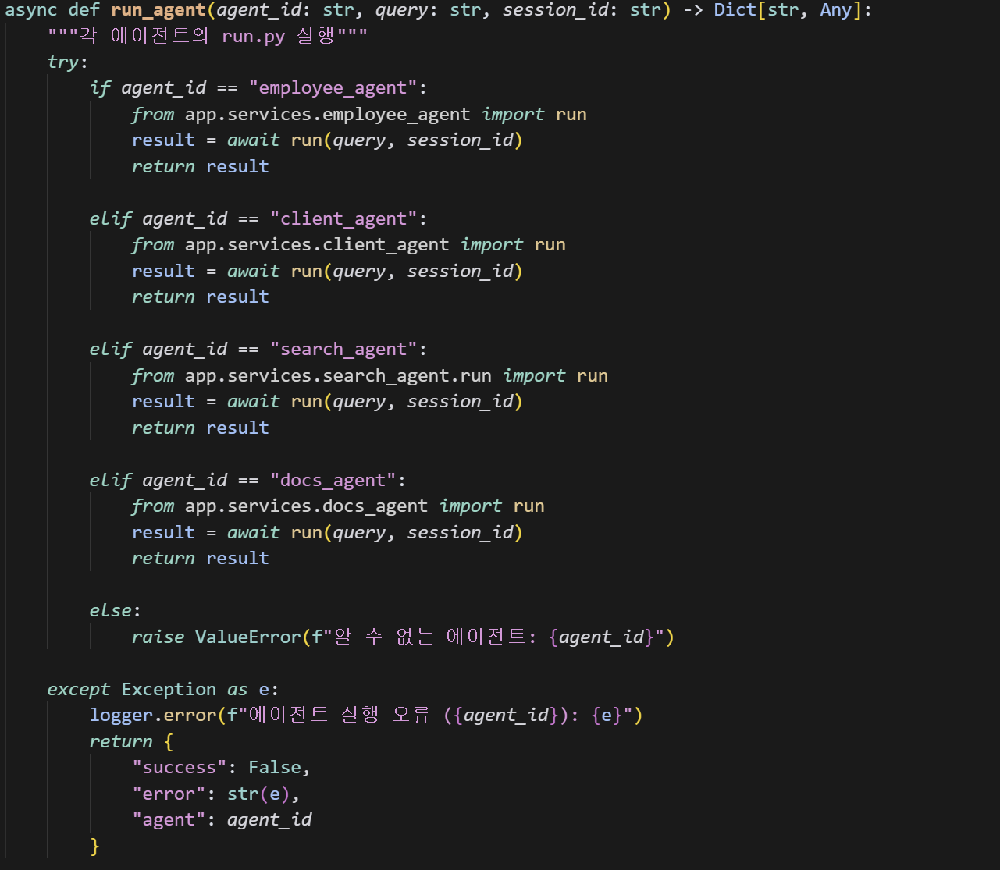 async def run_agent(agent_id: str, query: str, session_id: str) -> Dict[str, Any]:
    """각 에이전트의 run.py 실행"""
    try:
        if agent_id == "employee_agent":
            from app.services.employee_agent import run
            result = await run(query, session_id)
            return result

        elif agent_id == "client_agent":
            from app.services.client_agent import run
            result = await run(query, session_id)
            return result

        elif agent_id == "search_agent":
            from app.services.search_agent.run import run
            result = await run(query, session_id)
            return result

        elif agent_id == "docs_agent":
            from app.services.docs_agent import run
            result = await run(query, session_id)
            return result

        else:
            raise ValueError(f"알 수 없는 에이전트: {agent_id}")

    except Exception as e:
        logger.error(f"에이전트 실행 오류 ({agent_id}): {e}")
        return {
            "success": False,
            "error": str(e),
            "agent": agent_id
        }